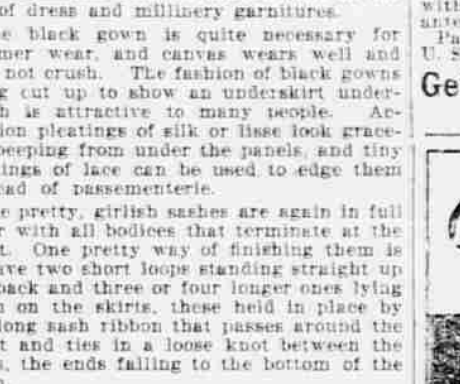 of dress and millinery garnitures.
e black gown is quite necessary for
mer wear, and canvas wears well and
not crush. The fashion of black gowns
g cut up to show an underskirt under-
h is attractive to many people. Ac-
ion pleatings of silk or lisse look grace-
peeping from under the panels, and tiny
ings of lace can be used to edge them
ead of passementerie.
e pretty, girlish sashes are again in full
r with all bodices that terminate at the
t. One pretty way of finishing them is
ave two short loops standing straight up
back and three or four longer ones lying
n on the skirts, these held in place by
long sash ribbon that passes around the
t and ties in a loose knot between the
s, the ends falling to the bottom of the
with
ante
Pa
U. S
Ge